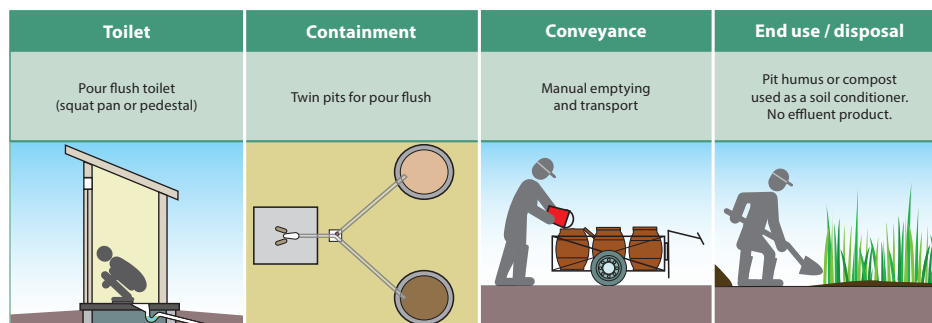 Toilet
Containment
Conveyance
End use / disposal
Pour flush toilet
(squat pan or pedestal)
Twin pits for pour flush
Manual emptying
and transport
Pit humus or compost
used as a soil conditioner.
No effluent product.